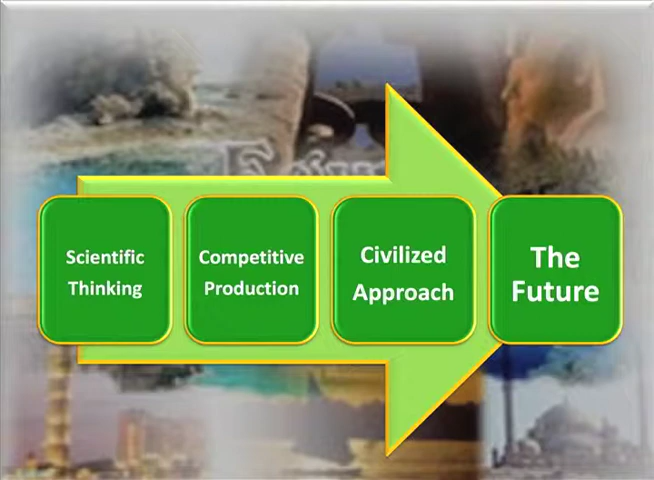 Scientific
Thinking
Competitive
Production
Civilized
Approach
The
Future